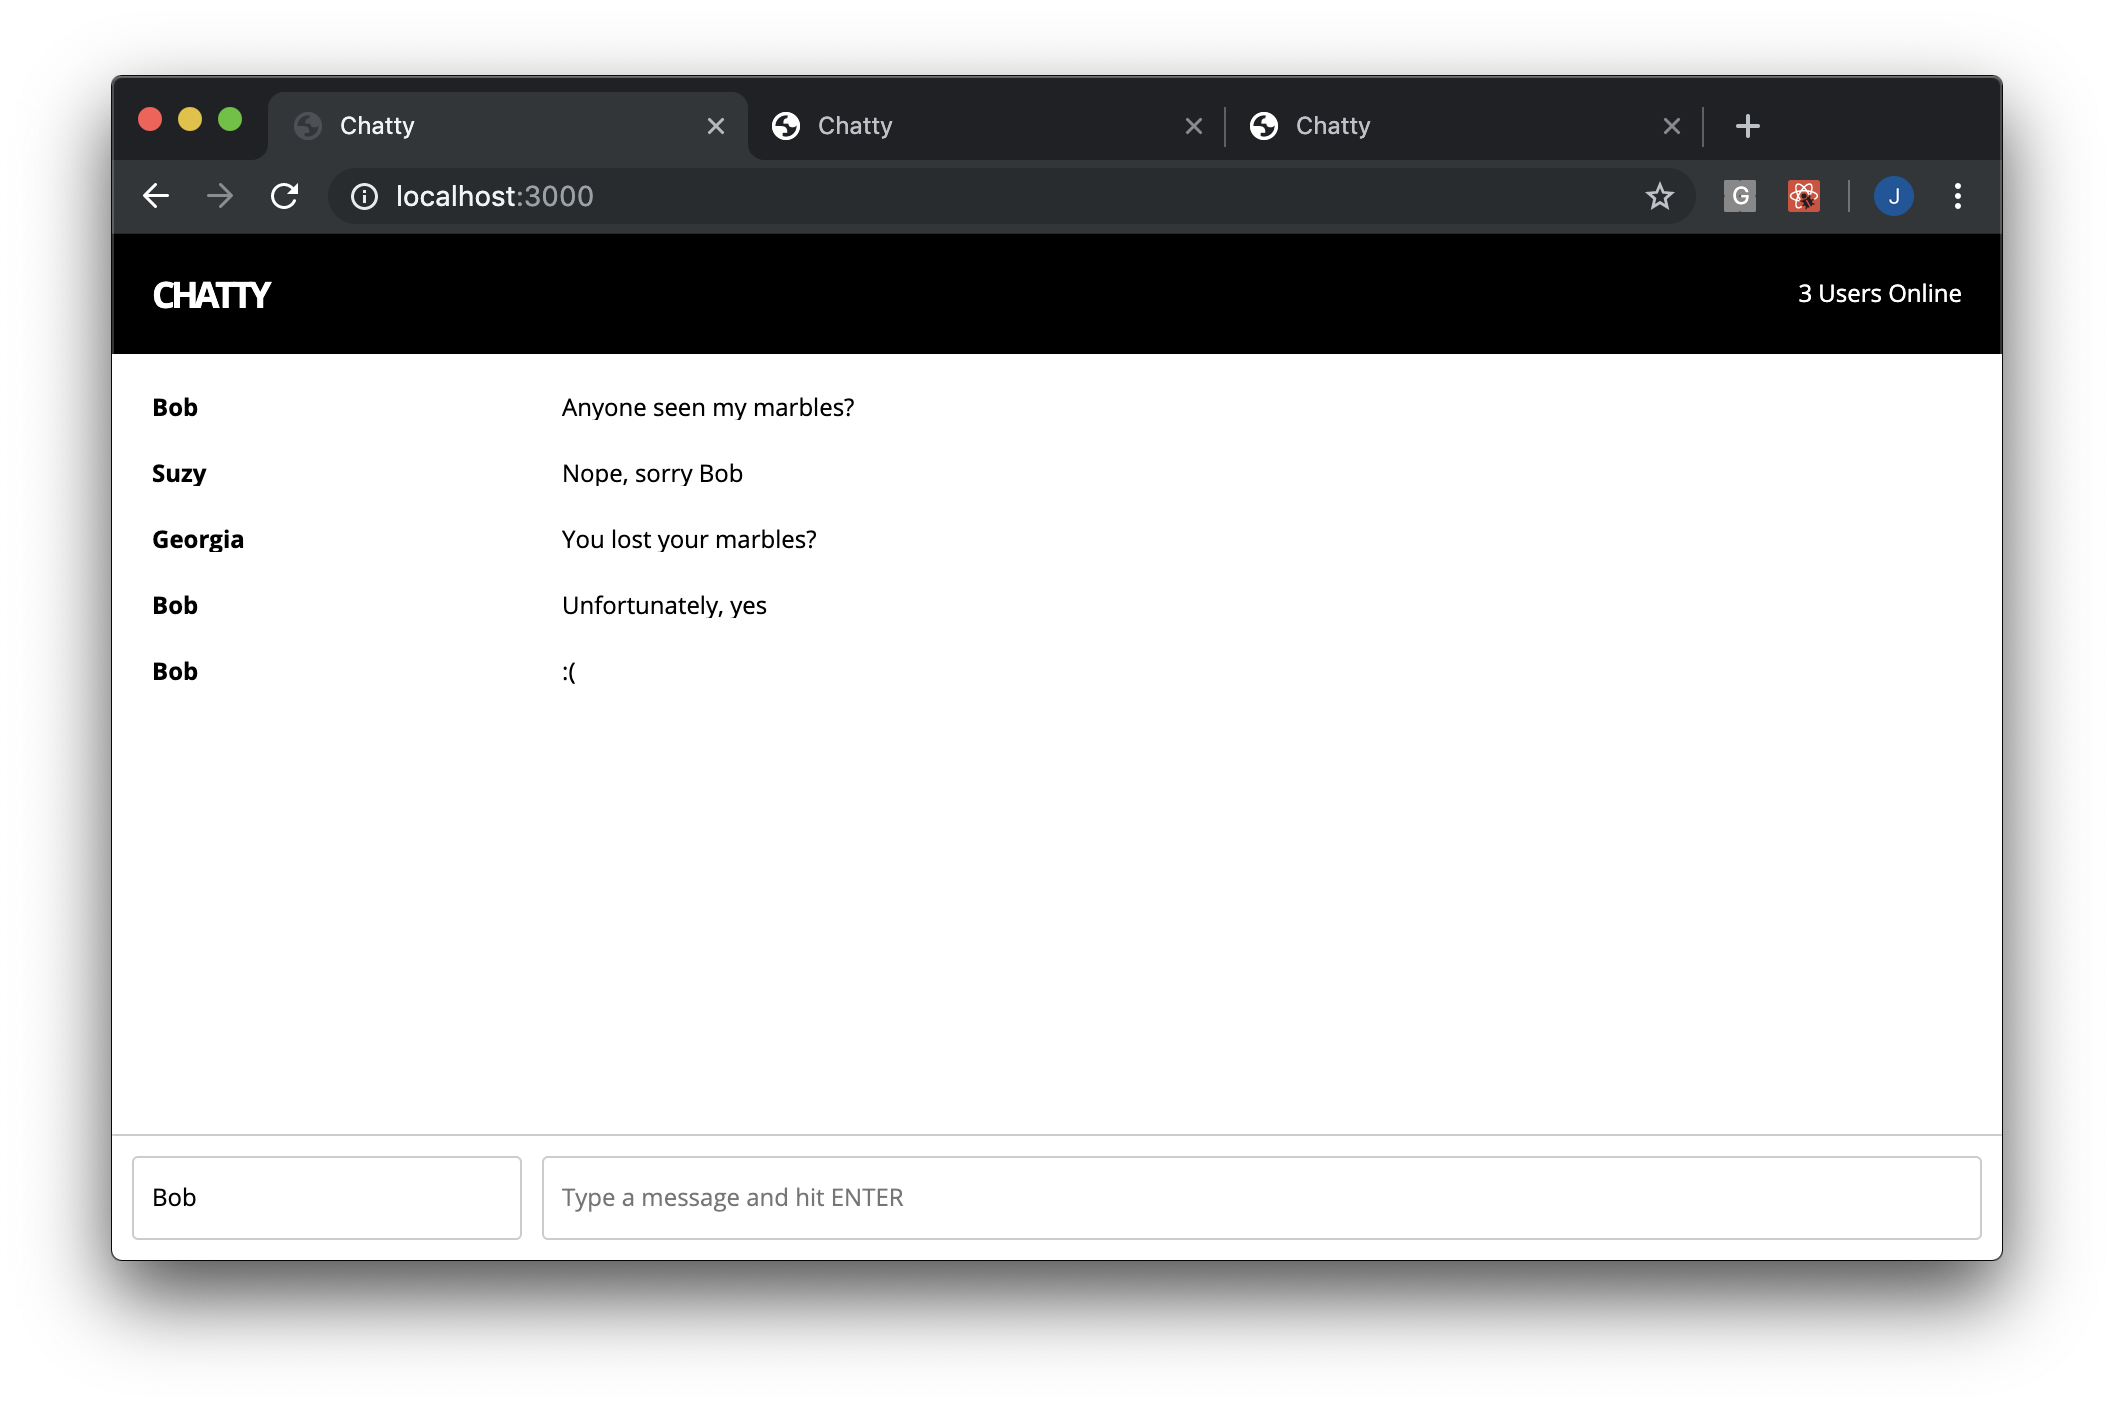 Chatty Chatty Chatty
localhost:3000 G J
CHATTY 3 Users Online
Bob Anyone seen my marbles?
Suzy Nope, sorry Bob
Georgia You lost your marbles?
Bob Unfortunately, yes
Bob :(
Bob Type a message and hit ENTER